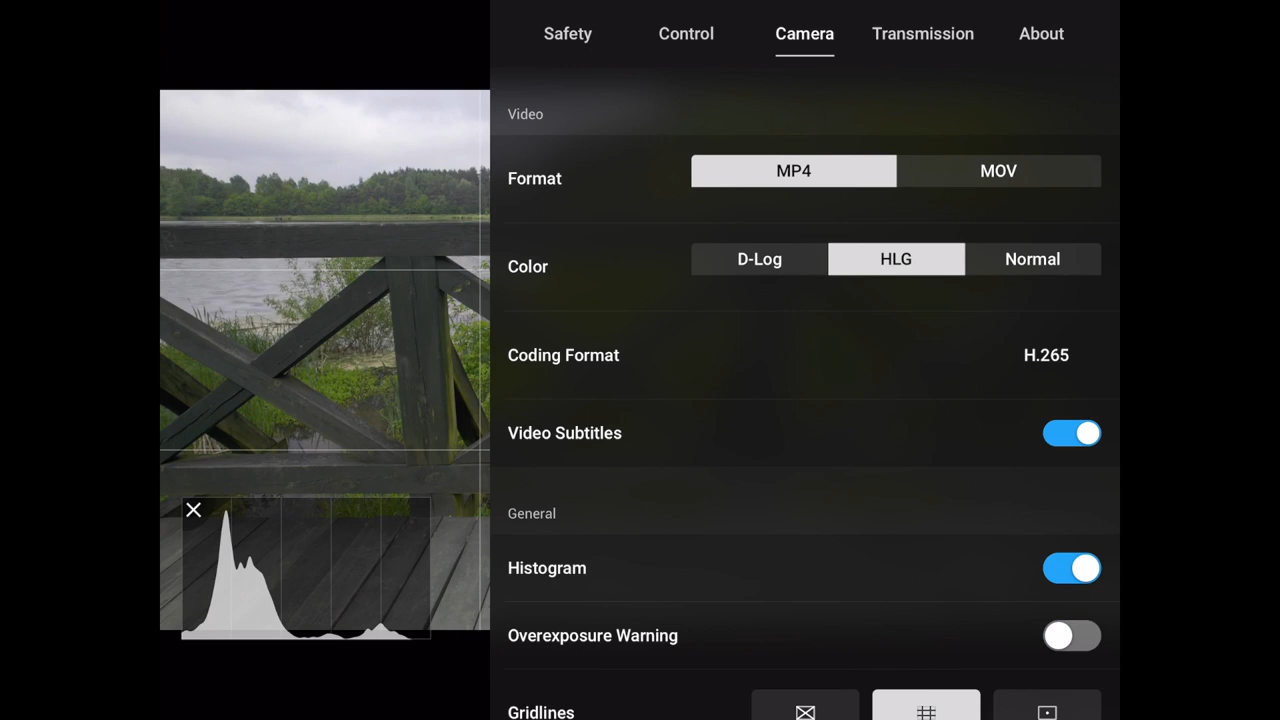 Safety Control Camera Transmission About
Video
Format MP4 MOV
Color D-Log HLG Normal
Coding Format H.265
Video Subtitles
General
Histogram
Overexposure Warning
Gridlines